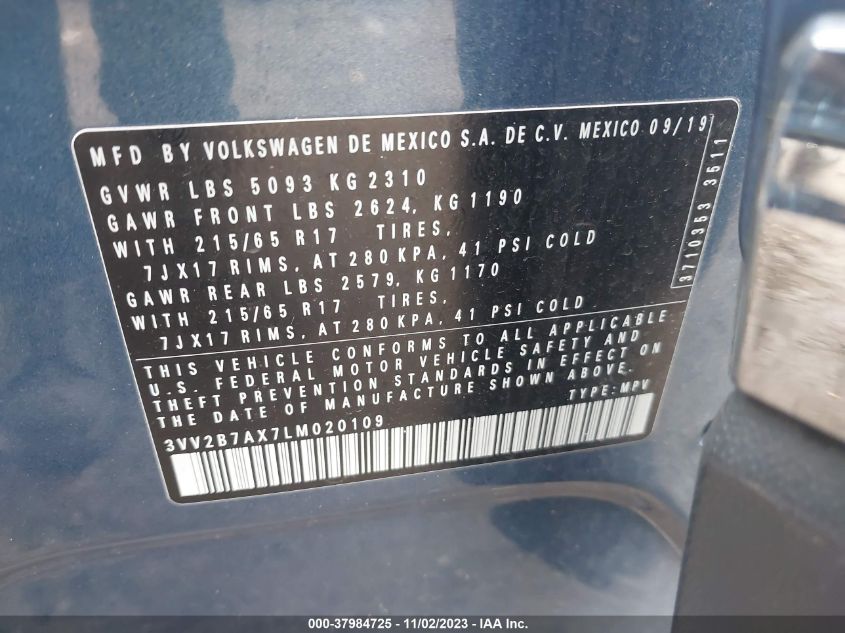 MFD BY VOLKSWAGEN DE MEXICO S.A. DE C.V. MEXICO 09/19
GVWR LBS 5093 KG 2310
GAWR FRONT LBS 2624, KG 1190
WITH 215/65 R17 TIRES,
7JX17 RIMS, AT 280 KPA, 41 PSI COLD
GAWR REAR LBS 2579, KG 1170
WITH 215/65 R17 TIRES,
7JX17 RIMS, AT 280 KPA, 41 PSI COLD
THIS VEHICLE CONFORMS TO ALL APPLICABLE
U.S. FEDERAL MOTOR VEHICLE SAFETY AND
THEFT PREVENTION STANDARDS IN EFFECT ON
THE DATE OF MANUFACTURE SHOWN ABOVE.
TYPE: MPV
3VV2B7AX7LM020109
3710353 3511
000-37984725 - 11/02/2023 - IAA Inc.